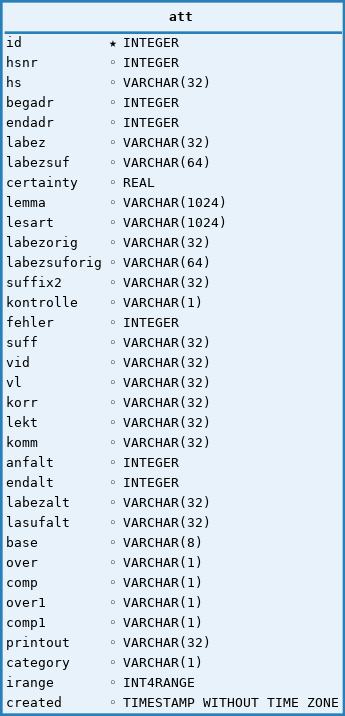 att
id ★ INTEGER
hsnr ◦ INTEGER
hs ◦ VARCHAR(32)
begadr ◦ INTEGER
endadr ◦ INTEGER
labez ◦ VARCHAR(32)
labezsuf ◦ VARCHAR(64)
certainty ◦ REAL
lemma ◦ VARCHAR(1024)
lesart ◦ VARCHAR(1024)
labezorig ◦ VARCHAR(32)
labezsuforig ◦ VARCHAR(64)
suffix2 ◦ VARCHAR(32)
kontrolle ◦ VARCHAR(1)
fehler ◦ INTEGER
suff ◦ VARCHAR(32)
vid ◦ VARCHAR(32)
vl ◦ VARCHAR(32)
korr ◦ VARCHAR(32)
lekt ◦ VARCHAR(32)
komm ◦ VARCHAR(32)
anfalt ◦ INTEGER
endalt ◦ INTEGER
labezalt ◦ VARCHAR(32)
lasufalt ◦ VARCHAR(32)
base ◦ VARCHAR(8)
over ◦ VARCHAR(1)
comp ◦ VARCHAR(1)
over1 ◦ VARCHAR(1)
comp1 ◦ VARCHAR(1)
printout ◦ VARCHAR(32)
category ◦ VARCHAR(1)
irange ◦ INT4RANGE
created ◦ TIMESTAMP WITHOUT TIME ZONE